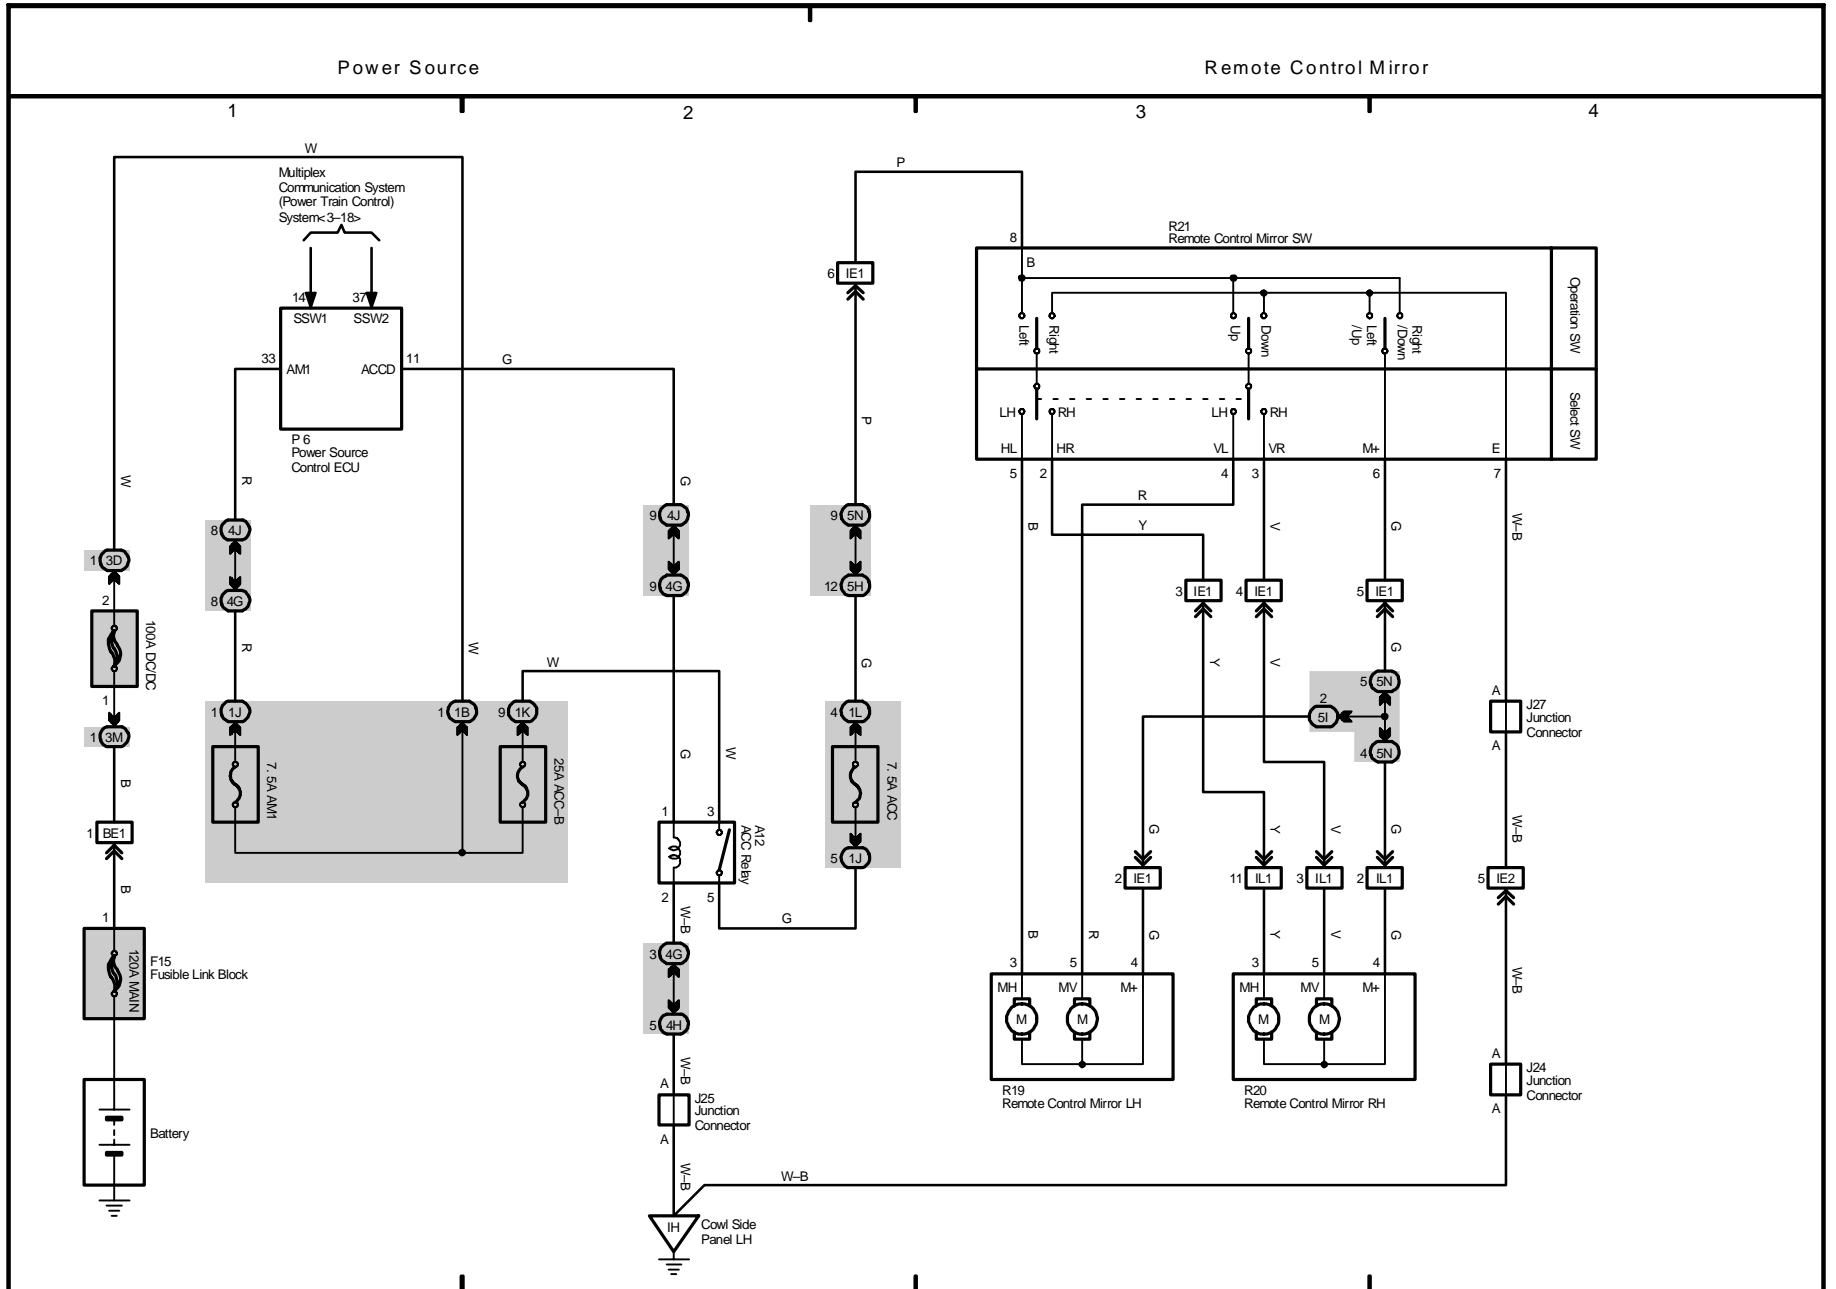 Power Source
Remote Control Mirror
1
2
3
4
W
Multiplex
Communication System
(Power Train Control)
System<3–18>
14
37
SSW1
SSW2
33
AM1
ACCD
11
G
P 6
Power Source
Control ECU
W
R
G
8 4J
8 4G
R
9 4J
9 4G
1 3D
2
100A DC/DC
1
1 3M
B
1 BE1
B
1
120A MAIN
F15
Fusible Link Block
Battery
W
W
1 1J
1 1B
9 1K
7. 5A AM1
25A ACC–B
G
W
1
3
A12
ACC Relay
2
5
W–B
G
3 4G
5 4H
W–B
A
J25
Junction
Connector
A
W–B
IH
Cowl Side
Panel LH
W–B
P
6 IE1
P
9 5N
12 5H
G
4 1L
7. 5A ACC
5 1J
R21
Remote Control Mirror SW
8
B
Operation SW
Left
Right
Up
Down
Left
/Up
Right
/Down
Select SW
LH
RH
LH
RH
HL
HR
VL
VR
M+
E
5
2
4
3
6
7
R
Y
B
V
G
W–B
3 IE1
4 IE1
5 IE1
Y
V
G
5 5N
2
5I
4 5N
A
J27
Junction
Connector
A
G
Y
V
G
W–B
2 IE1
11 IL1
3 IL1
2 IL1
5 IE2
B
R
G
Y
V
G
W–B
3
5
4
3
5
4
MH
MV
M+
MH
MV
M+
M
M
M
M
R19
Remote Control Mirror LH
R20
Remote Control Mirror RH
A
J24
Junction
Connector
A